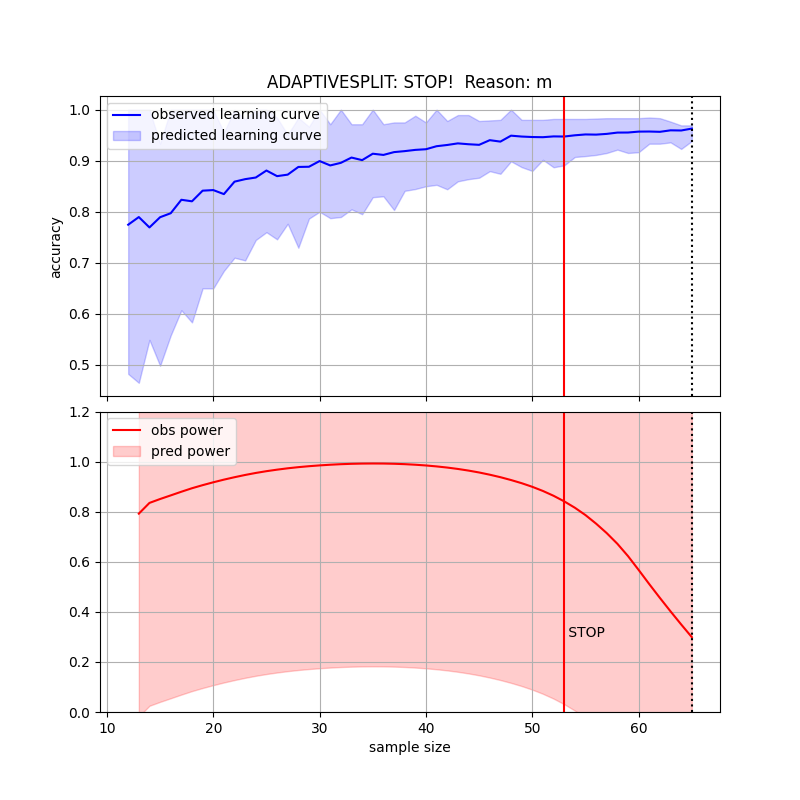 ADAPTIVESPLIT: STOP!  Reason: m
observed learning curve
predicted learning curve
1.0
0.9
0.8
0.7
0.6
0.5
accuracy
obs power
pred power
1.2
1.0
0.8
0.6
0.4
0.2
0.0
STOP
10 20 30 40 50 60
sample size